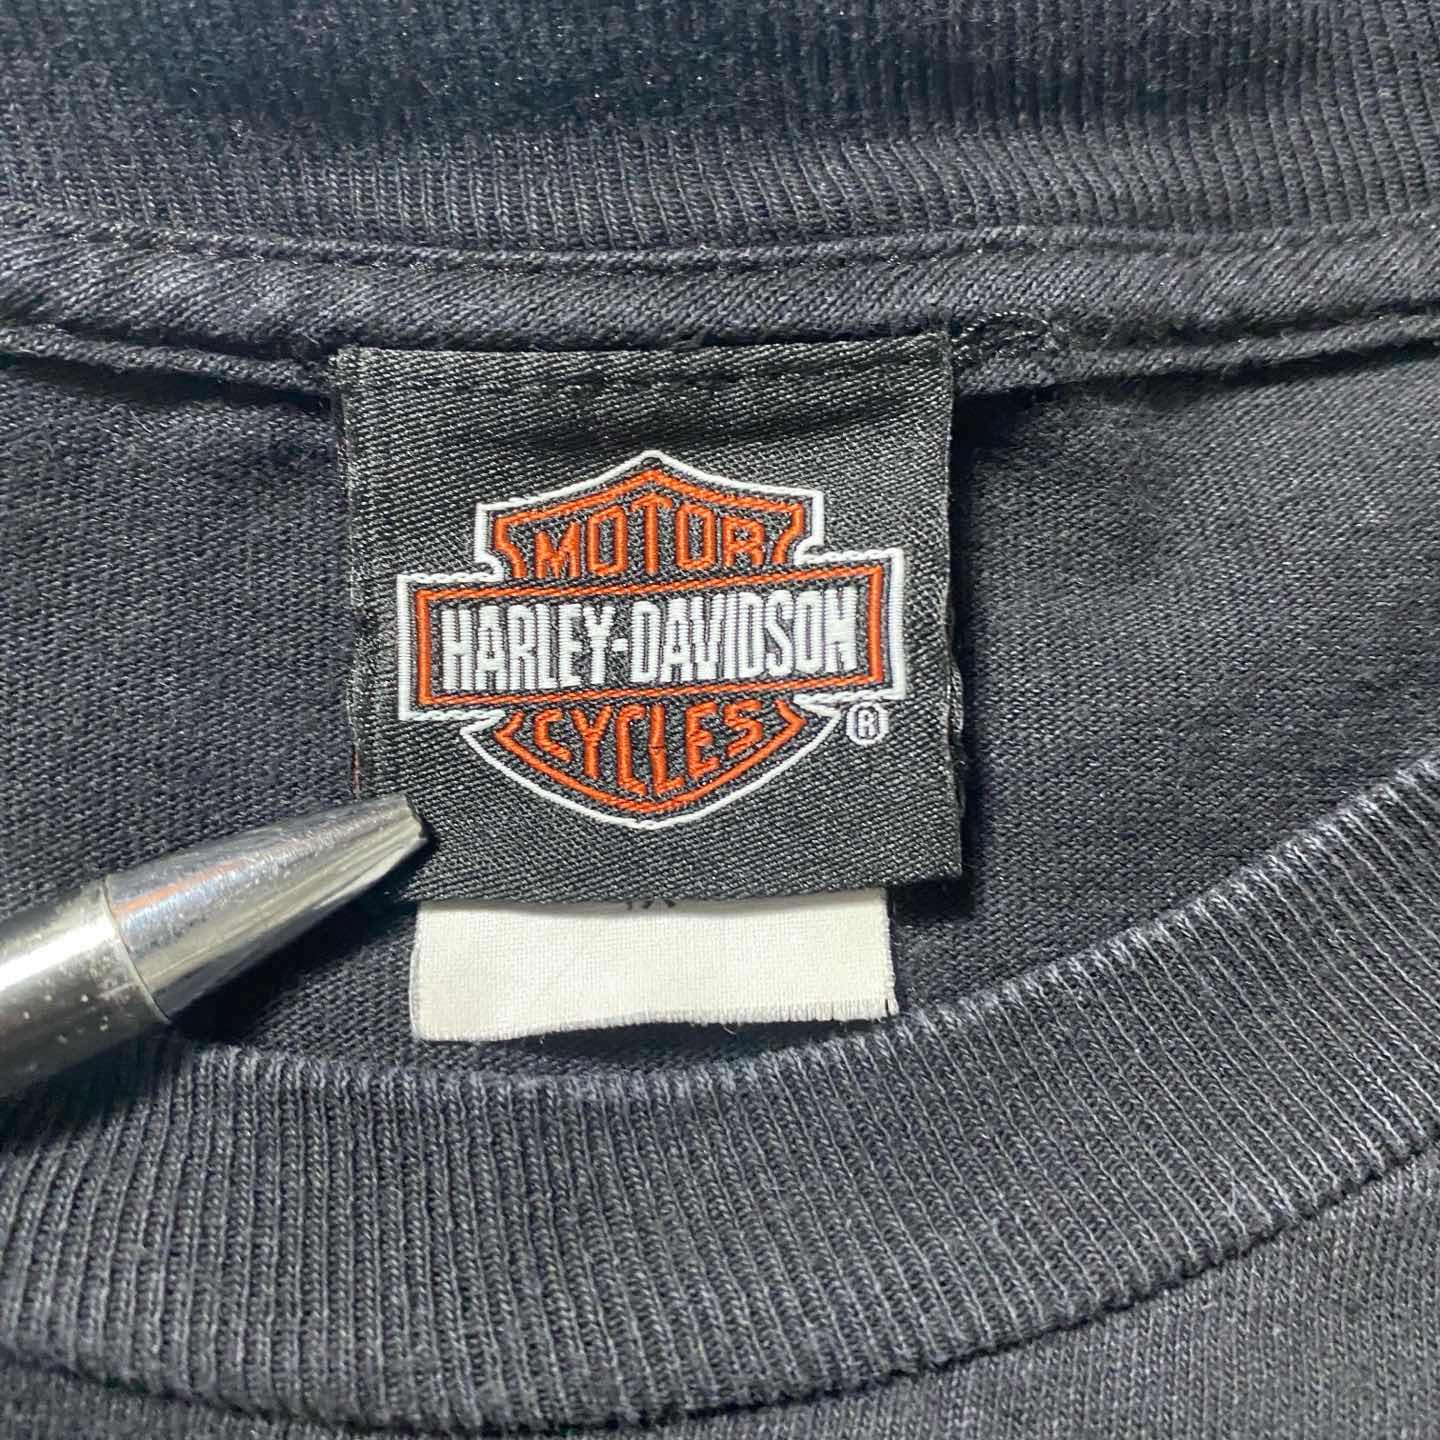 MOTOR
HARLEY-DAVIDSON
CYCLES
®